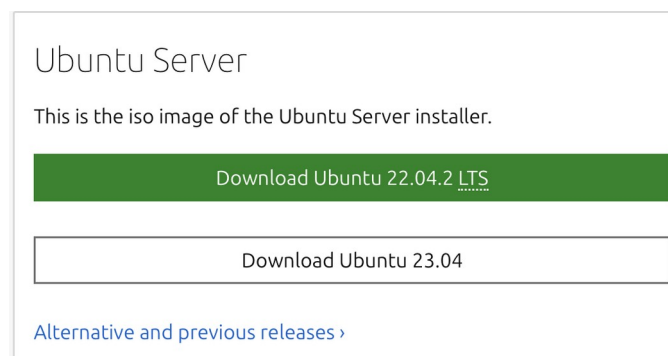 Ubuntu Server
This is the iso image of the Ubuntu Server installer.
Download Ubuntu 22.04.2 LTS
Download Ubuntu 23.04
Alternative and previous releases ›